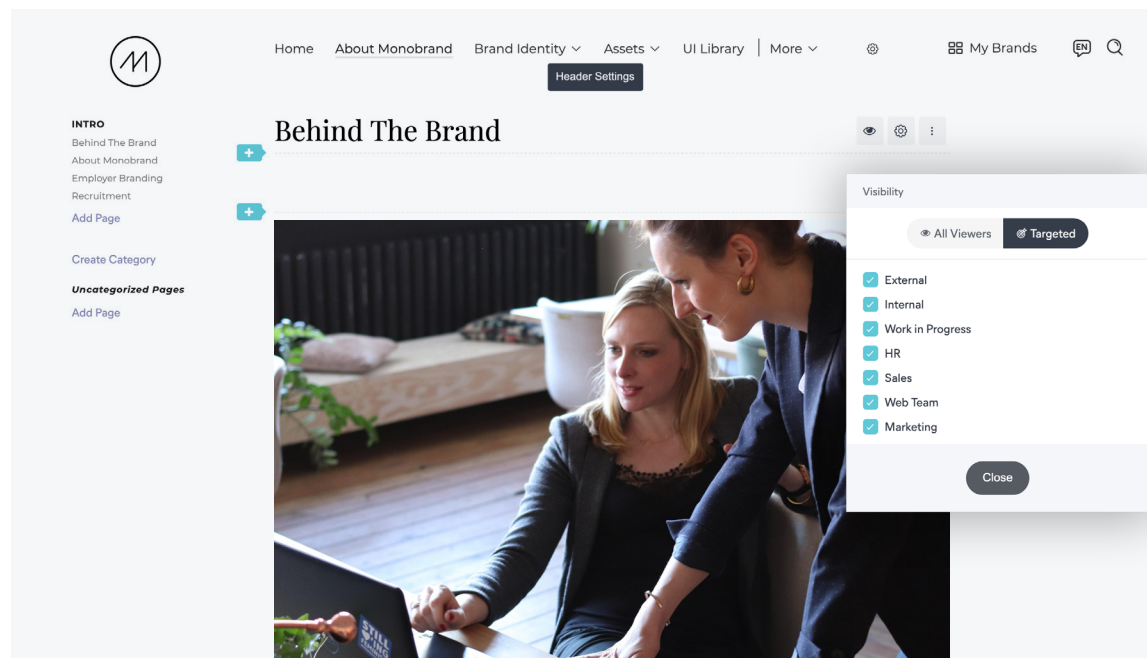 Home About Monobrand Brand Identity Assets UI Library More My Brands EN
Header Settings
INTRO
Behind The Brand
About Monobrand
Employer Branding
Recruitment
Add Page
Create Category
Uncategorized Pages
Add Page
Behind The Brand
Visibility
All Viewers Targeted
External
Internal
Work in Progress
HR
Sales
Web Team
Marketing
Close
STILL